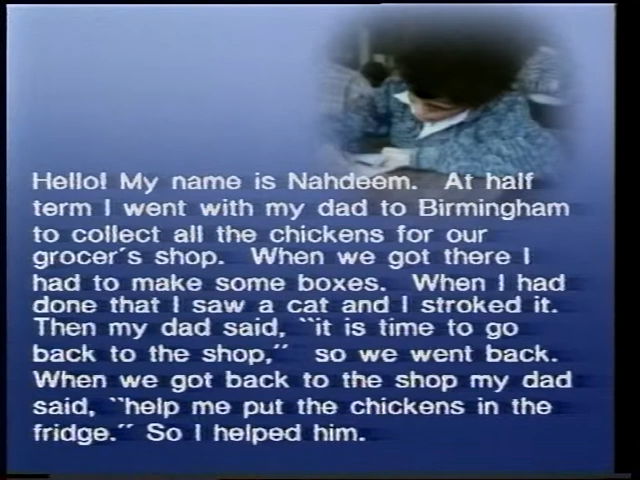 Hello! My name is Nahdeem. At half
term I went with my dad to Birmingham
to collect all the chickens for our
grocer's shop. When we got there I
had to make some boxes. When I had
done that I saw a cat and I stroked it.
Then my dad said, "it is time to go
back to the shop," so we went back.
When we got back to the shop my dad
said, "help me put the chickens in the
fridge." So I helped him.